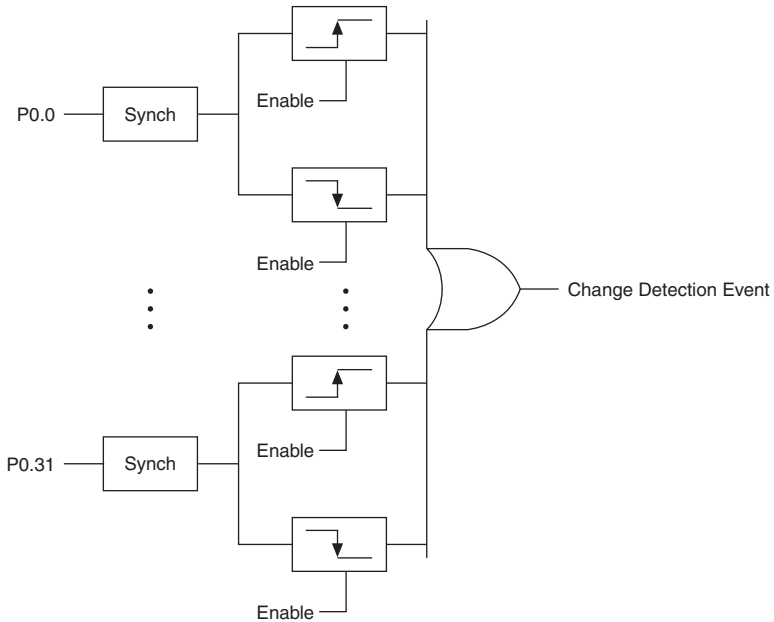 Enable
P0.0
Synch
Enable
Change Detection Event
Enable
P0.31
Synch
Enable